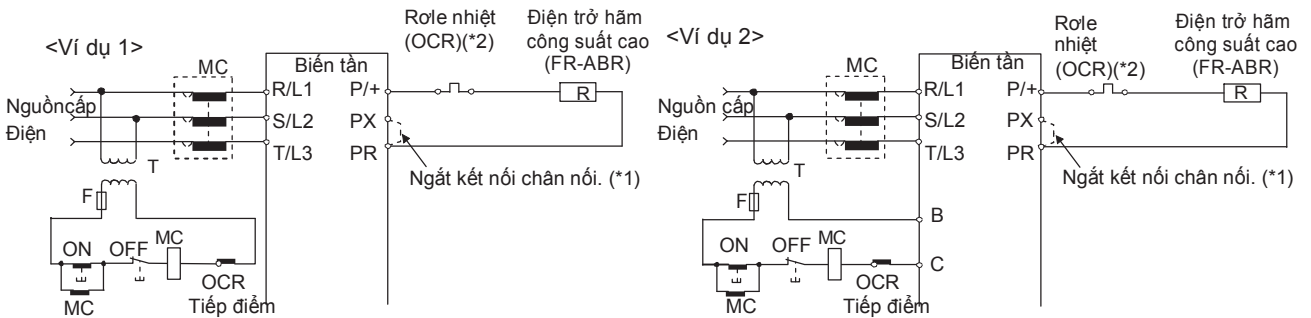 <Ví dụ 1>
MC
Nguồncấp
Điện
Biến tần
R/L1
S/L2
T/L3
P/+
PX
PR
Rơle nhiệt
(OCR)(*2)
Điện trở hãm
công suất cao
(FR-ABR)
R
Ngắt kết nối chân nối. (*1)
T
F
ON
OFF
MC
MC
OCR
Tiếp điểm
<Ví dụ 2>
MC
Nguồn cấp
Điện
Biến tần
R/L1
S/L2
T/L3
P/+
PX
PR
Rơle
nhiệt
(OCR)(*2)
Điện trở hãm
công suất cao
(FR-ABR)
R
Ngắt kết nối chân nối. (*1)
T
F
B
C
ON
OFF
MC
MC
OCR
Tiếp điểm